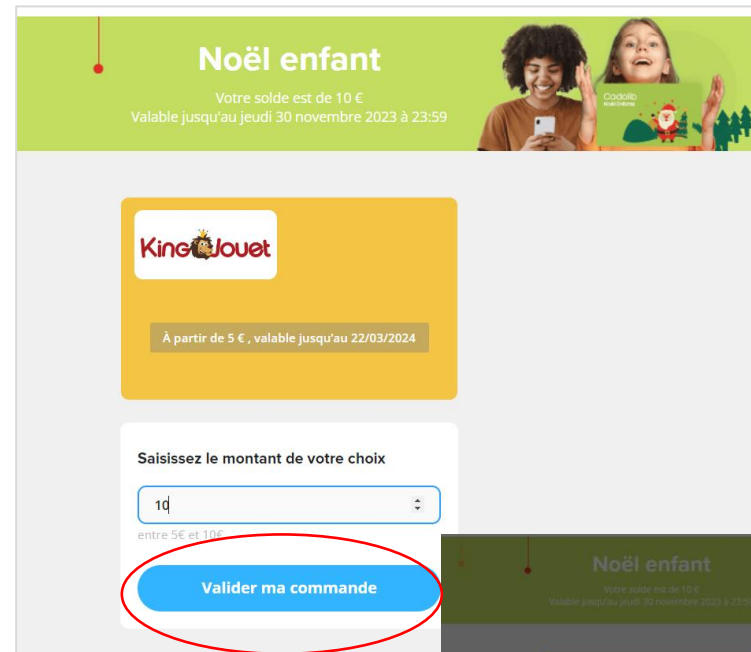 Noël enfant
Votre solde est de 10 €
Valable jusqu'au jeudi 30 novembre 2023 à 23:59
Cadolib
Noël Enfant
King Jouet
À partir de 5 € , valable jusqu'au 22/03/2024
Saisissez le montant de votre choix
10
entre 5€ et 10€
Valider ma commande
Noël enfant
Votre solde est de 10 €
Valable jusqu'au jeudi 30 novembre 2023 à 23:59